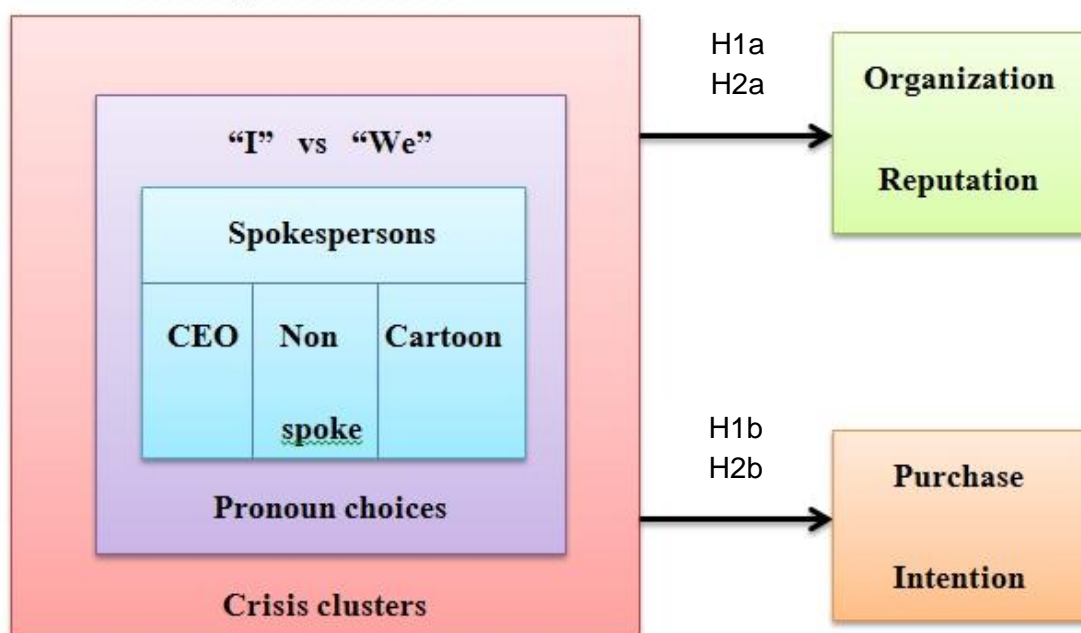 “I” vs “We”
Spokespersons
CEO
Non
spoke
Cartoon
Pronoun choices
Crisis clusters
H1a
H2a
Organization
Reputation
H1b
H2b
Purchase
Intention